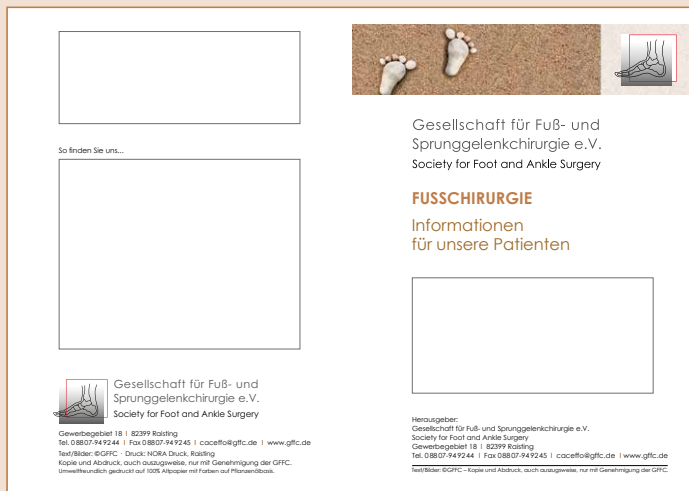 So finden Sie uns...
Gesellschaft für Fuß- und
Sprunggelenkchirurgie e.V.
Society for Foot and Ankle Surgery
Gewerbegebiet 18 | 82399 Raisting
Tel. 08807-949244 | Fax 08807-949245 | caceffo@gffc.de | www.gffc.de
Text/Bilder: ©GFFC · Druck: NORA Druck, Raisting
Kopie und Abdruck, auch auszugsweise, nur mit Genehmigung der GFFC.
Umweltfreundlich gedruckt auf 100% Altpapier mit Farben auf Pflanzenölbasis.
Gesellschaft für Fuß- und
Sprunggelenkchirurgie e.V.
Society for Foot and Ankle Surgery
FUSSCHIRURGIE
Informationen
für unsere Patienten
Herausgeber:
Gesellschaft für Fuß- und Sprunggelenkchirurgie e.V.
Society for Foot and Ankle Surgery
Gewerbegebiet 18 | 82399 Raisting
Tel. 08807-949244 | Fax 08807-949245 | caceffo@gffc.de | www.gffc.de
Text/Bilder: ©GFFC – Kopie und Abdruck, auch auszugsweise, nur mit Genehmigung der GFFC.